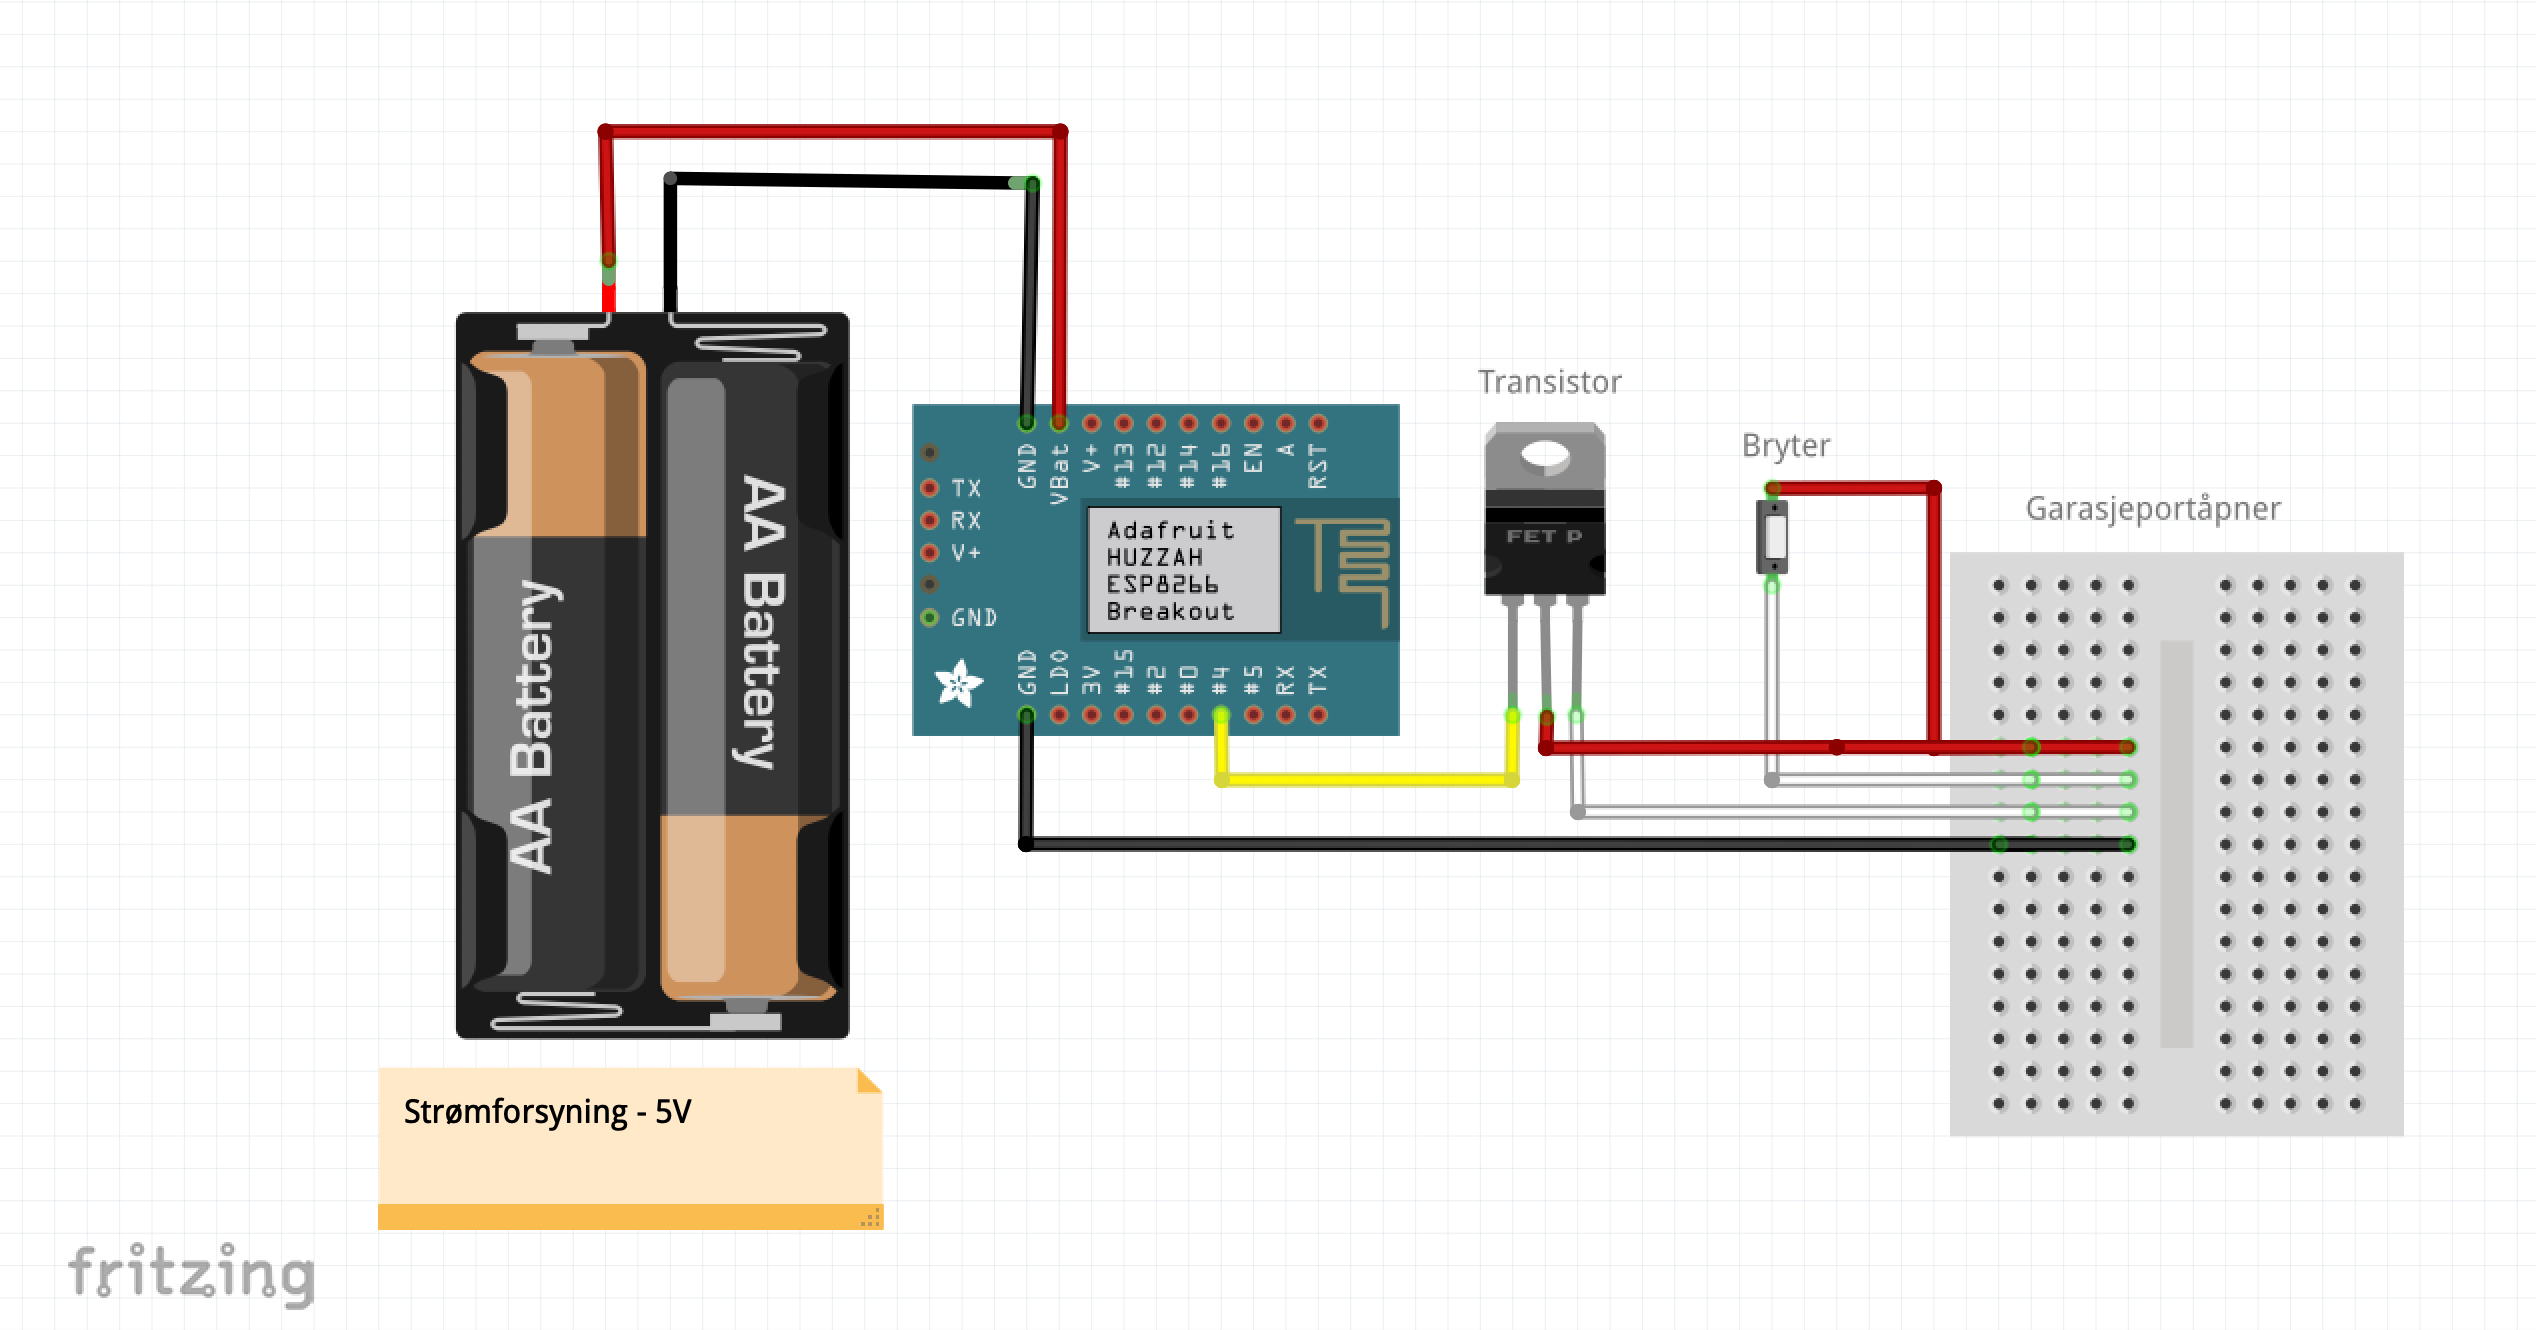 Transistor
Bryter
Garasjeportåpner
AA Battery
AA Battery
GND
VBat
V+
#13
#12
#14
#16
EN
A
RST
TX
RX
V+
GND
Adafruit
HUZZAH
ESP8266
Breakout
GND
LDO
3V
#15
#2
#0
#4
#5
RX
TX
FET P
Strømforsyning - 5V
fritzing